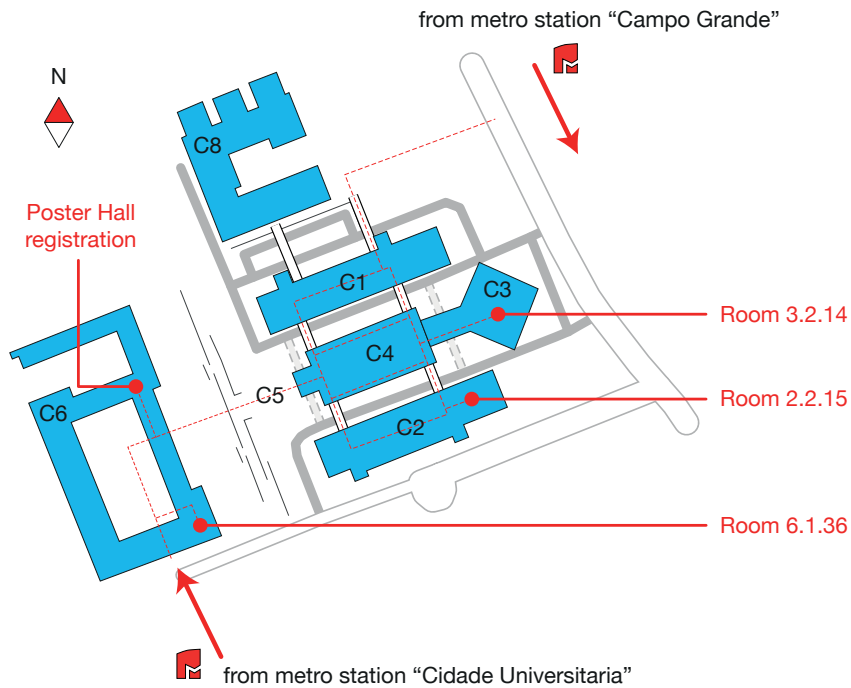 from metro station “Campo Grande”
N
C8
Poster Hall
registration
C1
C3
Room 3.2.14
C4
C5
Room 2.2.15
C6
C2
Room 6.1.36
from metro station “Cidade Universitaria”